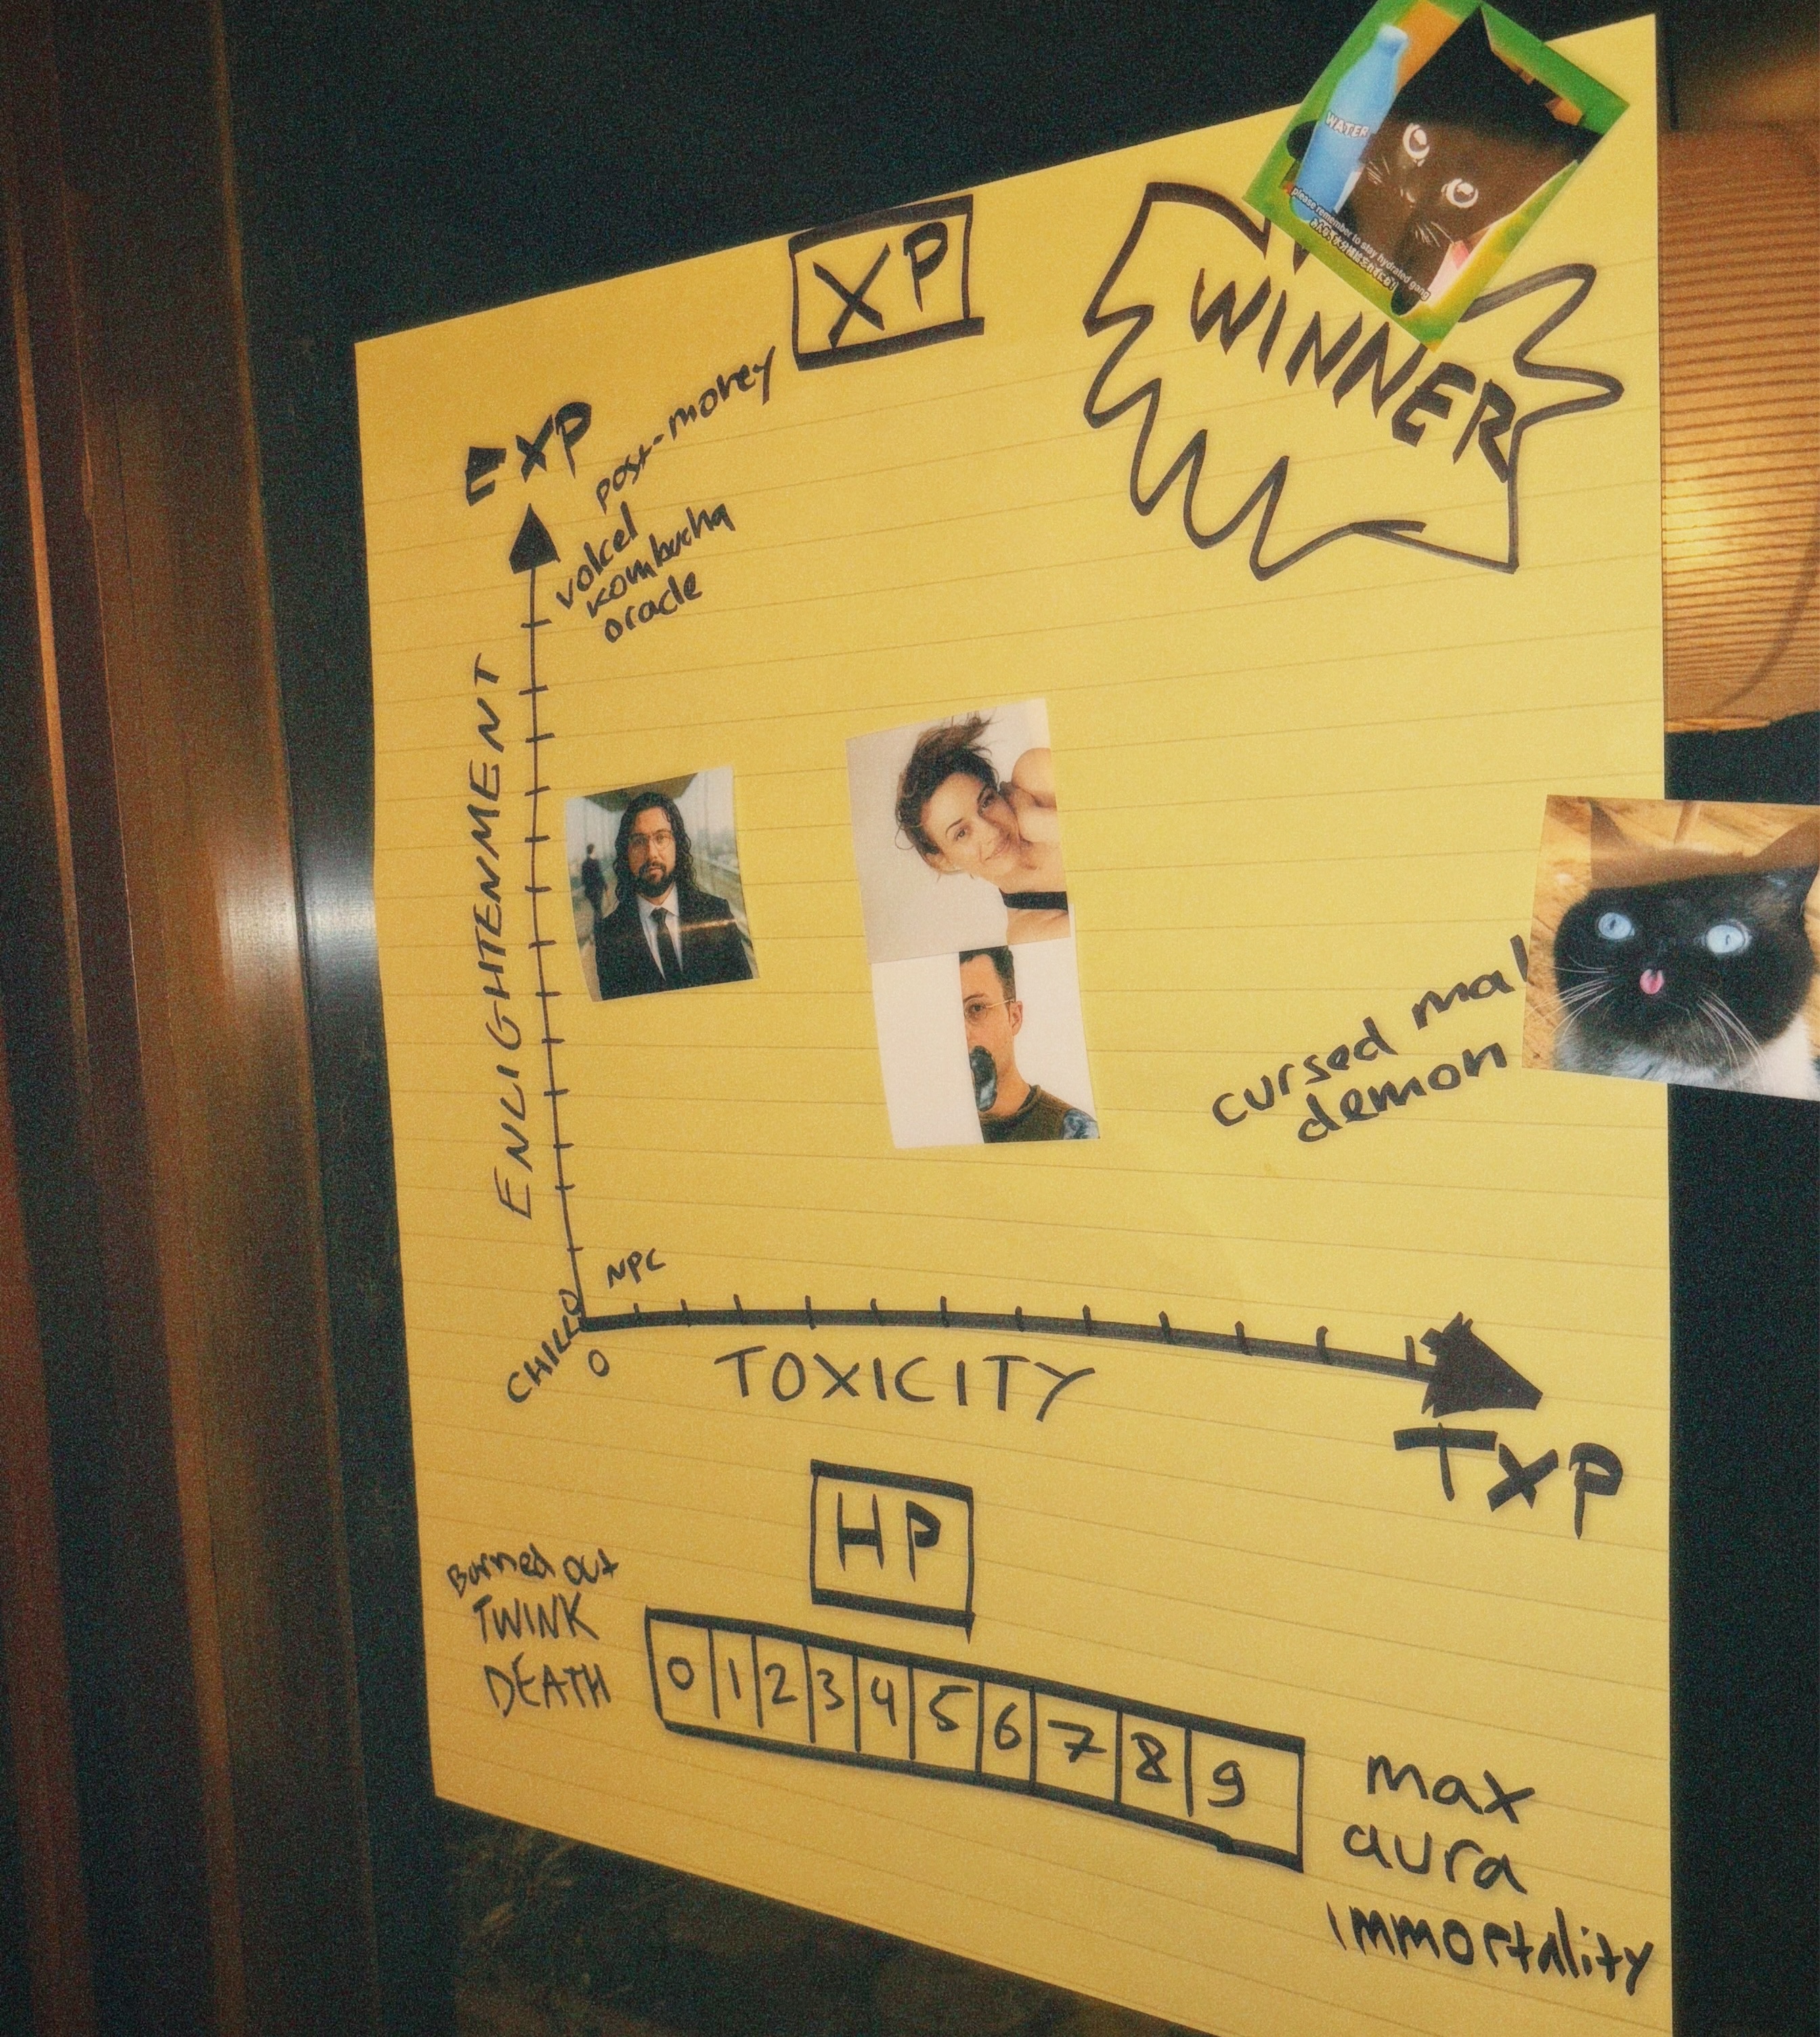 WATER
please remember to stay hydrated gang
XP
WINNER
EXP
post-money
volcel
kombucha
oracle
ENLIGHTENMENT
cursed mal
demon
NPC
CHILL
0
TOXICITY
TXP
HP
Burned out
TWINK
DEATH
0 1 2 3 4 5 6 7 8 9
max
aura
immortality